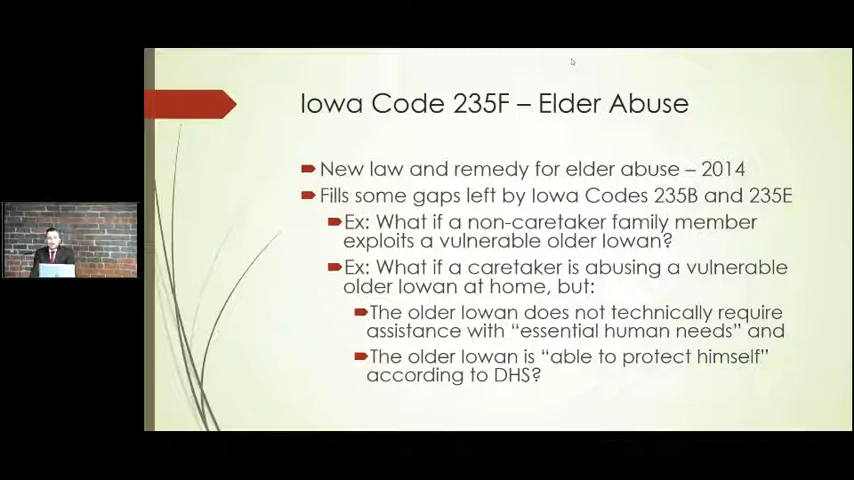 Iowa Code 235F – Elder Abuse
New law and remedy for elder abuse – 2014
Fills some gaps left by Iowa Codes 235B and 235E
Ex: What if a non-caretaker family member
exploits a vulnerable older Iowan?
Ex: What if a caretaker is abusing a vulnerable
older Iowan at home, but:
The older Iowan does not technically require
assistance with “essential human needs” and
The older Iowan is “able to protect himself”
according to DHS?